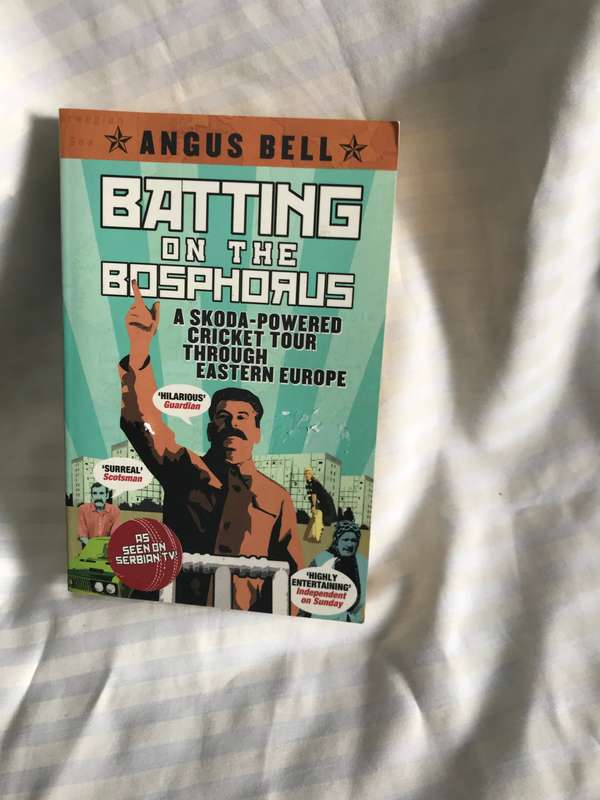 ANGUS BELL
BATTING
ON THE
BOSPHOЯUS
A SKODA-POWERED
CRICKET TOUR
THROUGH
EASTERN EUROPE
'HILARIOUS'
Guardian
'SURREAL'
Scotsman
AS
SEEN ON
SERBIAN TV!
'HIGHLY
ENTERTAINING'
Independent
on Sunday